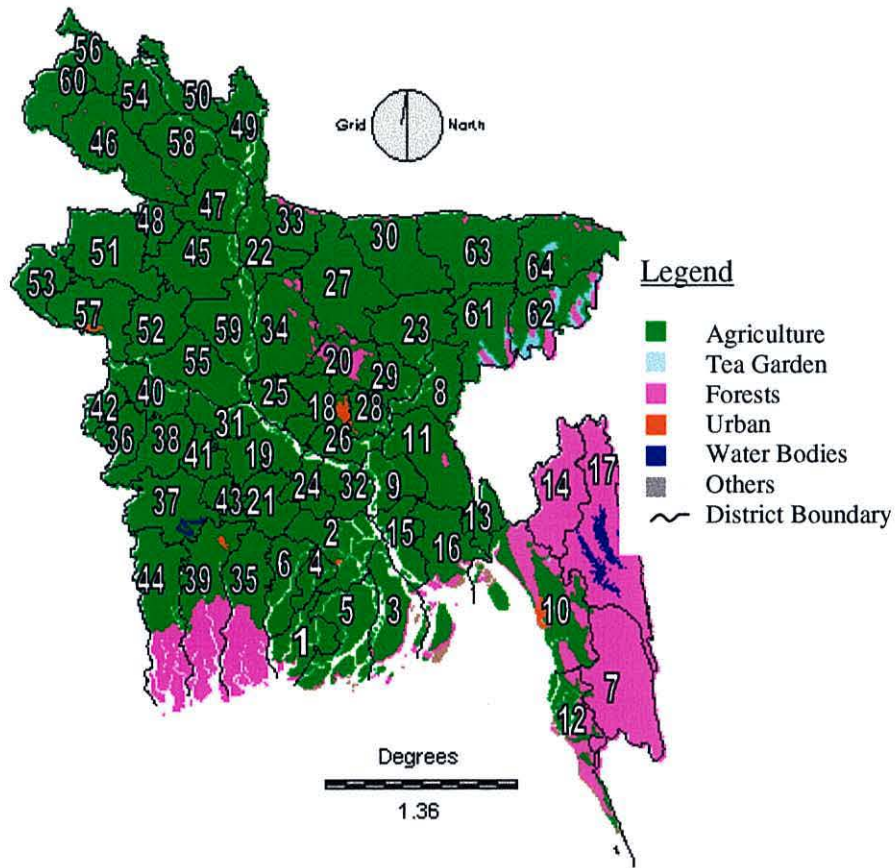 56
60 54 50
46 58 49
Grid North
47
48 33
51 45 22 30 63
53 27 64
57 52 59 34 23 61 62
55 20
40 25 29 8
42 31 18 28
36 38 26 11
41 19
37 43 21 24 32 9
2 15 13
44 39 35 6 4 16
5 3
1
14 17
10
7
12
Legend
Agriculture
Tea Garden
Forests
Urban
Water Bodies
Others
District Boundary
Degrees
1.36